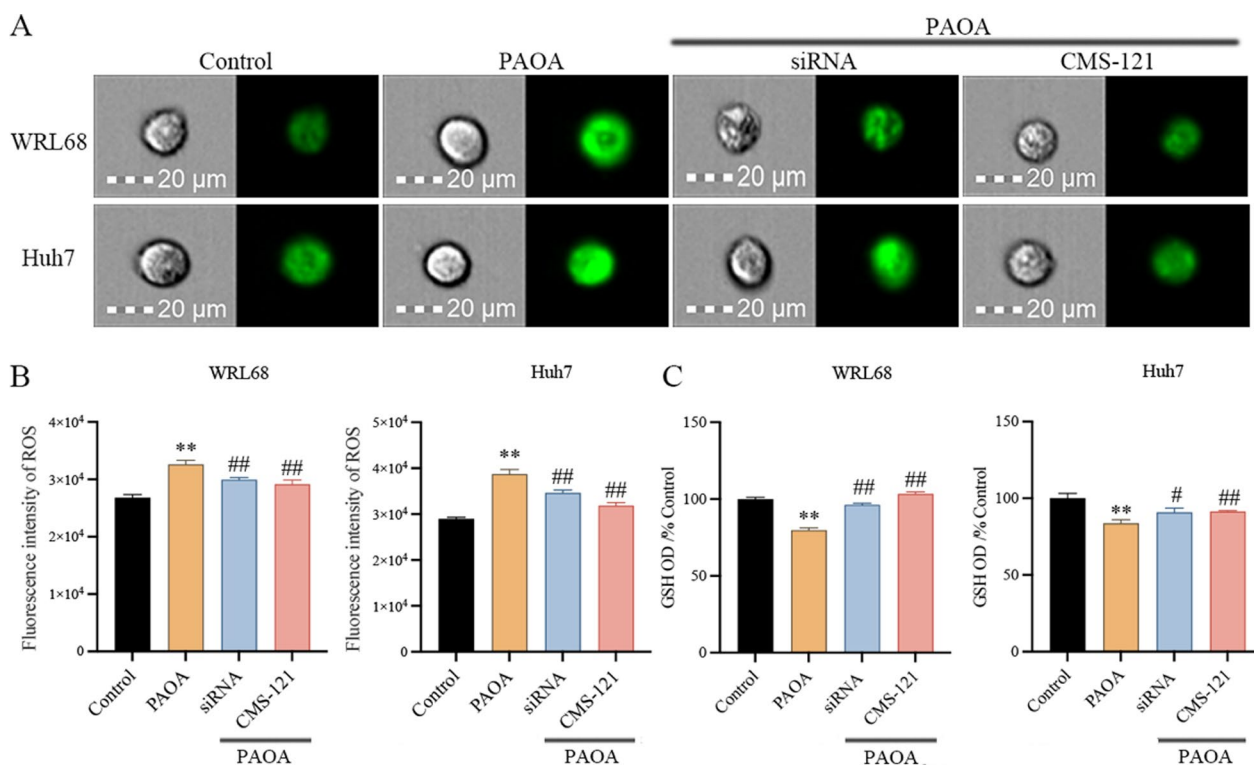 A
PAOA
Control PAOA siRNA CMS-121
WRL68
20 µm 20 µm 20 µm 20 µm
Huh7
20 µm 20 µm 20 µm 20 µm
B
WRL68
Fluorescence intensity of ROS
4×10⁴
3×10⁴
2×10⁴
1×10⁴
0
** ## ##
Control PAOA siRNA CMS-121
PAOA
Huh7
Fluorescence intensity of ROS
5×10⁴
4×10⁴
3×10⁴
2×10⁴
1×10⁴
0
** ## ##
Control PAOA siRNA CMS-121
PAOA
C
WRL68
GSH OD /% Control
150
100
50
0
** ## ##
Control PAOA siRNA CMS-121
PAOA
Huh7
GSH OD /% Control
150
100
50
0
** # ##
Control PAOA siRNA CMS-121
PAOA